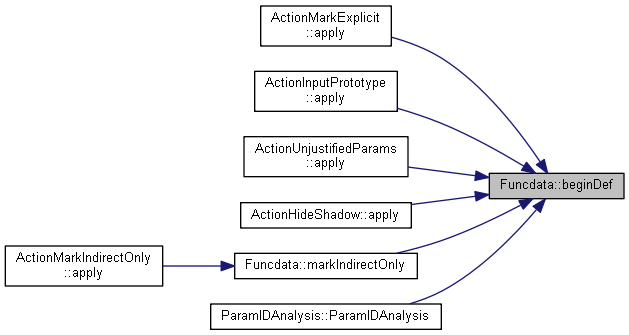 ActionMarkExplicit
::apply
ActionInputPrototype
::apply
ActionUnjustifiedParams
::apply
Funcdata::beginDef
ActionHideShadow::apply
ActionMarkIndirectOnly
::apply
Funcdata::markIndirectOnly
ParamIDAnalysis::ParamIDAnalysis